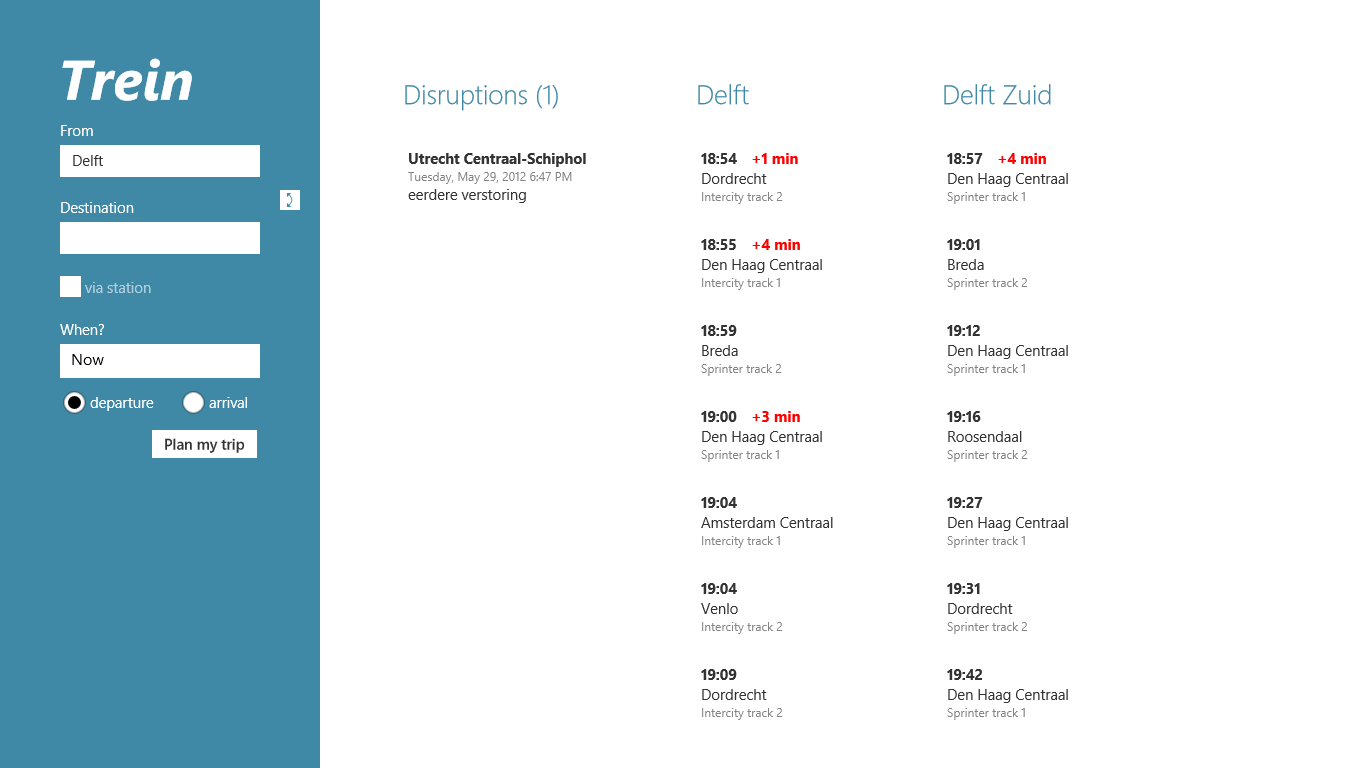 Trein
From
Delft
Destination
via station
When?
Now
departure
arrival
Plan my trip
Disruptions (1)
Utrecht Centraal-Schiphol
Tuesday, May 29, 2012 6:47 PM
eerdere verstoring
Delft
18:54 +1 min
Dordrecht
Intercity track 2
18:55 +4 min
Den Haag Centraal
Intercity track 1
18:59
Breda
Sprinter track 2
19:00 +3 min
Den Haag Centraal
Sprinter track 1
19:04
Amsterdam Centraal
Intercity track 1
19:04
Venlo
Intercity track 2
19:09
Dordrecht
Intercity track 2
Delft Zuid
18:57 +4 min
Den Haag Centraal
Sprinter track 1
19:01
Breda
Sprinter track 2
19:12
Den Haag Centraal
Sprinter track 1
19:16
Roosendaal
Sprinter track 2
19:27
Den Haag Centraal
Sprinter track 1
19:31
Dordrecht
Sprinter track 2
19:42
Den Haag Centraal
Sprinter track 1